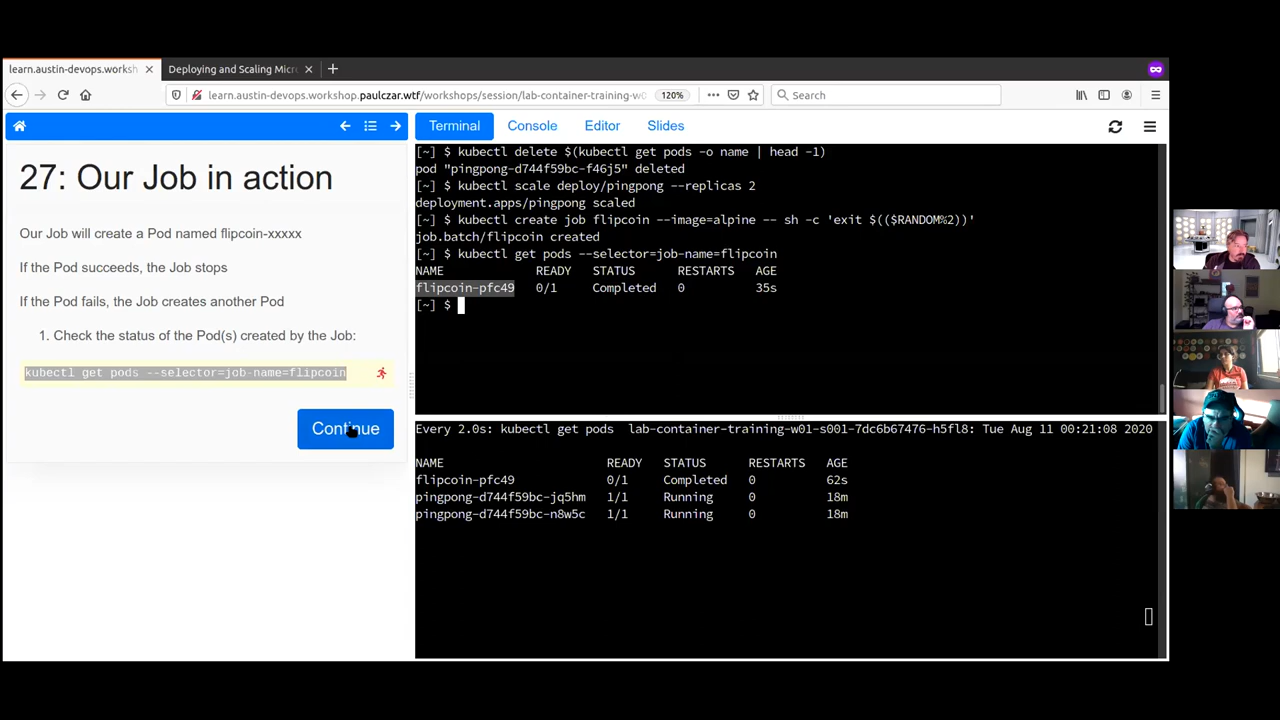 learn.austin-devops.worksh
Deploying and Scaling Micr
learn.austin-devops.workshop.paulczar.wtf/workshops/session/lab-container-training-w
120%
Search
Terminal
Console
Editor
Slides
27: Our Job in action
Our Job will create a Pod named flipcoin-xxxxx
If the Pod succeeds, the Job stops
If the Pod fails, the Job creates another Pod
1. Check the status of the Pod(s) created by the Job:
kubectl get pods --selector=job-name=flipcoin
Continue
[~] $ kubectl delete $(kubectl get pods -o name | head -1)
pod "pingpong-d744f59bc-f46j5" deleted
[~] $ kubectl scale deploy/pingpong --replicas 2
deployment.apps/pingpong scaled
[~] $ kubectl create job flipcoin --image=alpine -- sh -c 'exit $(($RANDOM%2))'
job.batch/flipcoin created
[~] $ kubectl get pods --selector=job-name=flipcoin
NAME READY STATUS RESTARTS AGE
flipcoin-pfc49 0/1 Completed 0 35s
[~] $
Every 2.0s: kubectl get pods lab-container-training-w01-s001-7dc6b67476-h5fl8: Tue Aug 11 00:21:08 2020
NAME READY STATUS RESTARTS AGE
flipcoin-pfc49 0/1 Completed 0 62s
pingpong-d744f59bc-jq5hm 1/1 Running 0 18m
pingpong-d744f59bc-n8w5c 1/1 Running 0 18m